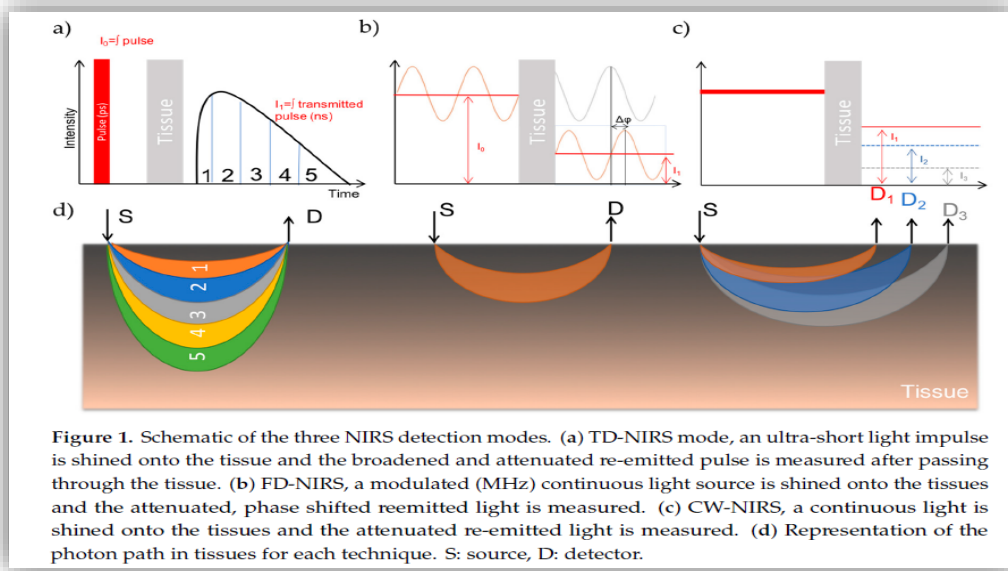 a)
I₀=∫ pulse
Intensity
Pulse (ps)
Tissue
I₁=∫ transmitted
pulse (ns)
1 2 3 4 5
Time
b)
I₀
Tissue
Δφ
I₁
c)
Tissue
I₁
I₂
I₃
D₁
D₂
D₃
d)
S
D
1
2
3
4
5
S
D
S
Tissue
Figure 1. Schematic of the three NIRS detection modes. (a) TD-NIRS mode, an ultra-short light impulse
is shined onto the tissue and the broadened and attenuated re-emitted pulse is measured after passing
through the tissue. (b) FD-NIRS, a modulated (MHz) continuous light source is shined onto the tissues
and the attenuated, phase shifted reemitted light is measured. (c) CW-NIRS, a continuous light is
shined onto the tissues and the attenuated re-emitted light is measured. (d) Representation of the
photon path in tissues for each technique. S: source, D: detector.